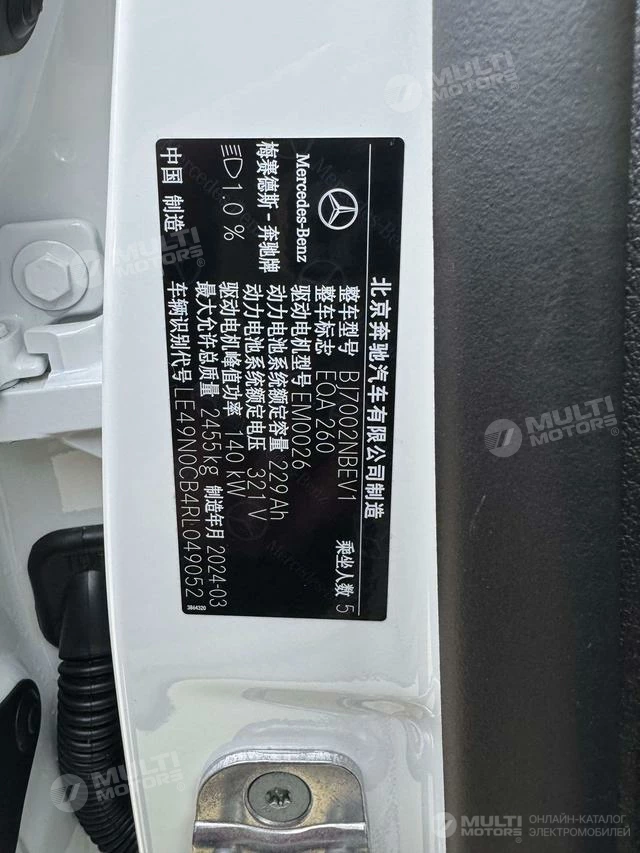 北京奔驰汽车有限公司制造
整车型号 BJ7002NBEV1 乘坐人数 5
整车标志 EQA 260
驱动电机型号 EM0026
动力电池系统额定容量 229Ah
动力电池系统额定电压 321 V
驱动电机峰值功率 140 kW
最大允许总质量 2455kg 制造年月 2024-03
车辆识别代号 LE49N0CB4RL049052
Mercedes-Benz
梅赛德斯-奔驰牌
1.0 %
中国 制造
3864320
MULTI MOTORS
MULTI MOTORS
MULTI MOTORS
MULTI MOTORS
MULTI MOTORS
ОНЛАЙН-КАТАЛОГ
ЭЛЕКТРОМОБИЛЕЙ